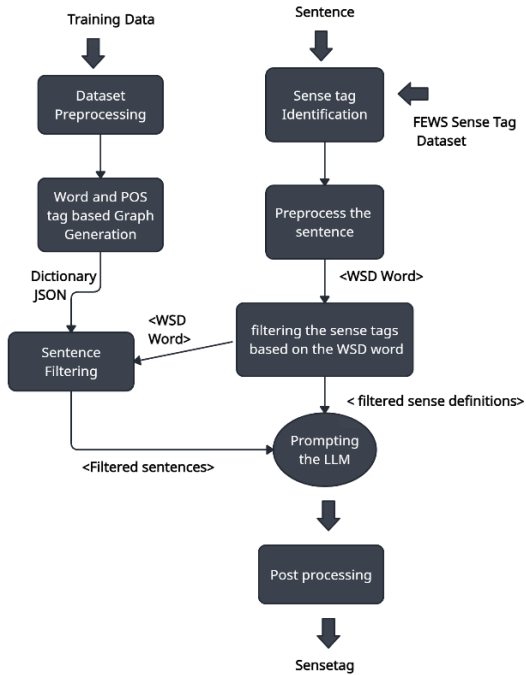 Training Data
Sentence
Dataset
Preprocessing
Sense tag
Identification
FEWS Sense Tag
Dataset
Word and POS
tag based Graph
Generation
Preprocess the
sentence
Dictionary
JSON
<WSD Word>
<WSD
Word>
filtering the sense tags
based on the WSD word
Sentence
Filtering
< filtered sense definitions>
Prompting
the LLM
<Filtered sentences>
Post processing
Sensetag